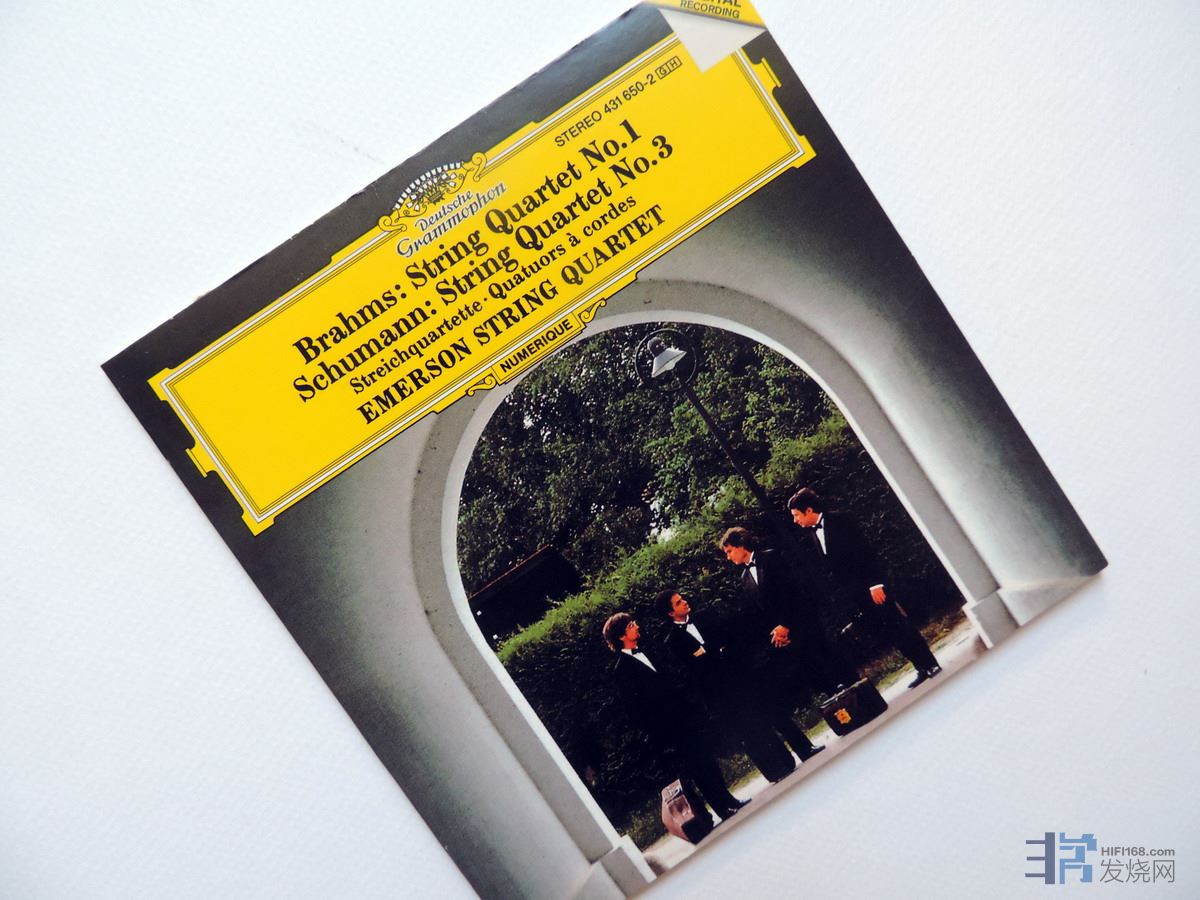 DIGITAL
RECORDING
STEREO 431 650-2 GH
Deutsche
Grammophon
Brahms: String Quartet No.1
Schumann: String Quartet No.3
Streichquartette · Quatuors à cordes
EMERSON STRING QUARTET
NUMERIQUE
HIFI168.com
发烧网